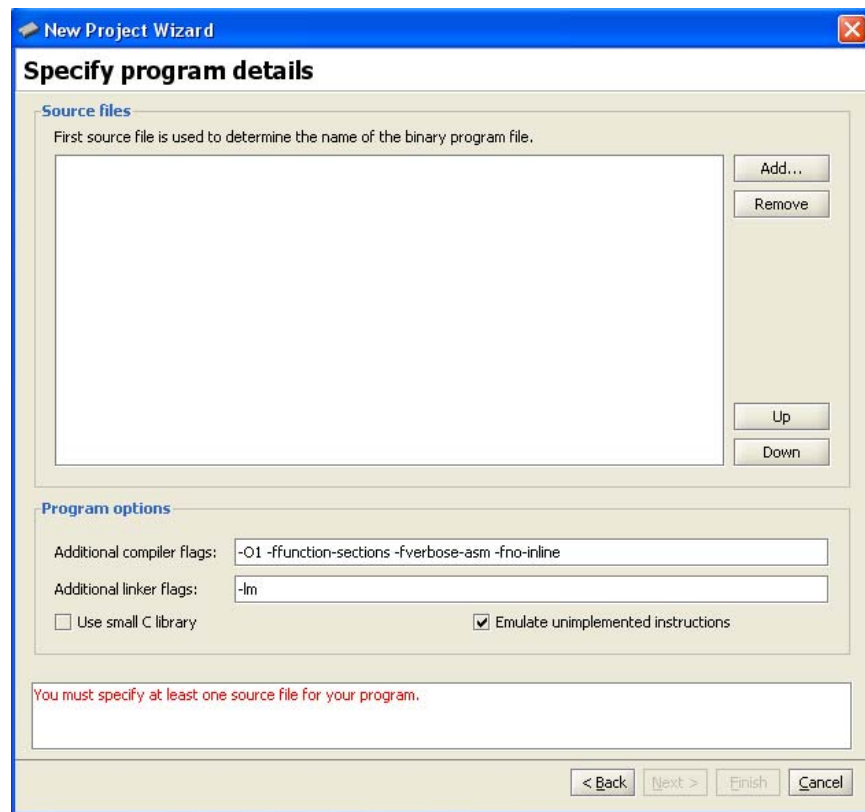 New Project Wizard
Specify program details
Source files
First source file is used to determine the name of the binary program file.
Add...
Remove
Up
Down
Program options
Additional compiler flags: -O1 -ffunction-sections -fverbose-asm -fno-inline
Additional linker flags: -lm
Use small C library Emulate unimplemented instructions
You must specify at least one source file for your program.
< Back Next > Finish Cancel